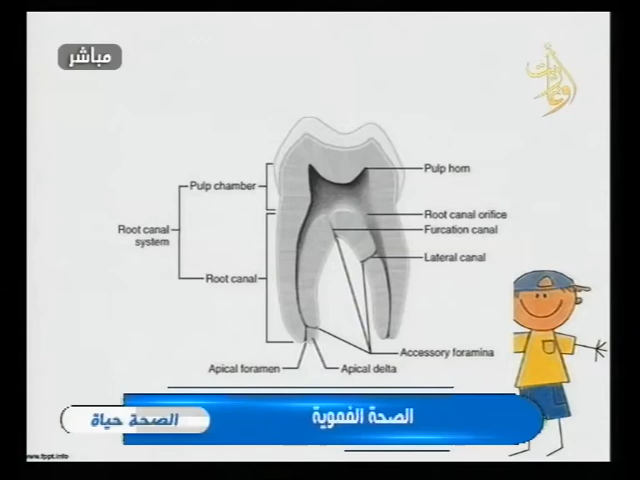 مباشر
Pulp horn
Pulp chamber
Root canal orifice
Furcation canal
Root canal
system
Lateral canal
Root canal
Accessory foramina
Apical foramen
Apical delta
الصحة الفموية
الصحة حياة
www.fppt.info